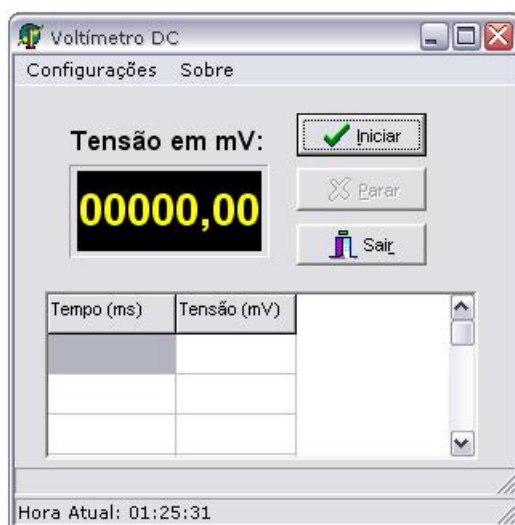 Voltímetro DC
Configurações Sobre
Tensão em mV:
00000,00
Iniciar
Parar
Sair
Tempo (ms) Tensão (mV)
Hora Atual: 01:25:31